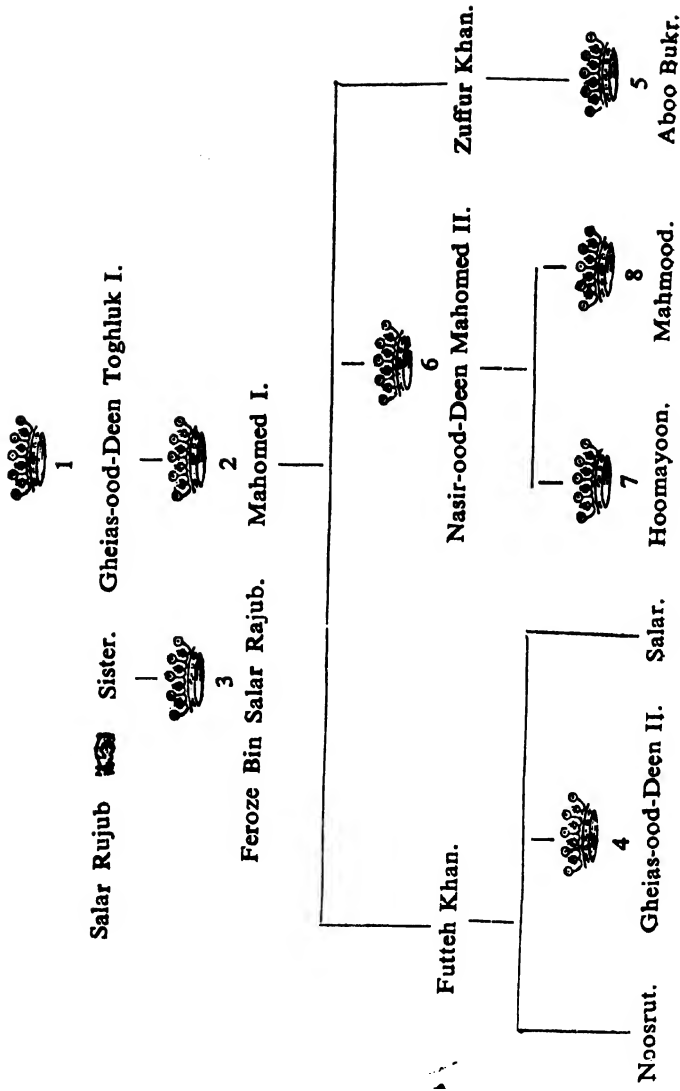 1
Salar Rujub Sister. Gheias-ood-Deen Toghluk I.
3 2
Feroze Bin Salar Rajub. Mahomed I.
Futteh Khan. 6 Zuffur Khan.
Nasir-ood-Deen Mahomed II.
4 7 8 5
Noosrut. Gheias-ood-Deen II. Salar. Hoomayoon. Mahmood. Aboo Bukr.